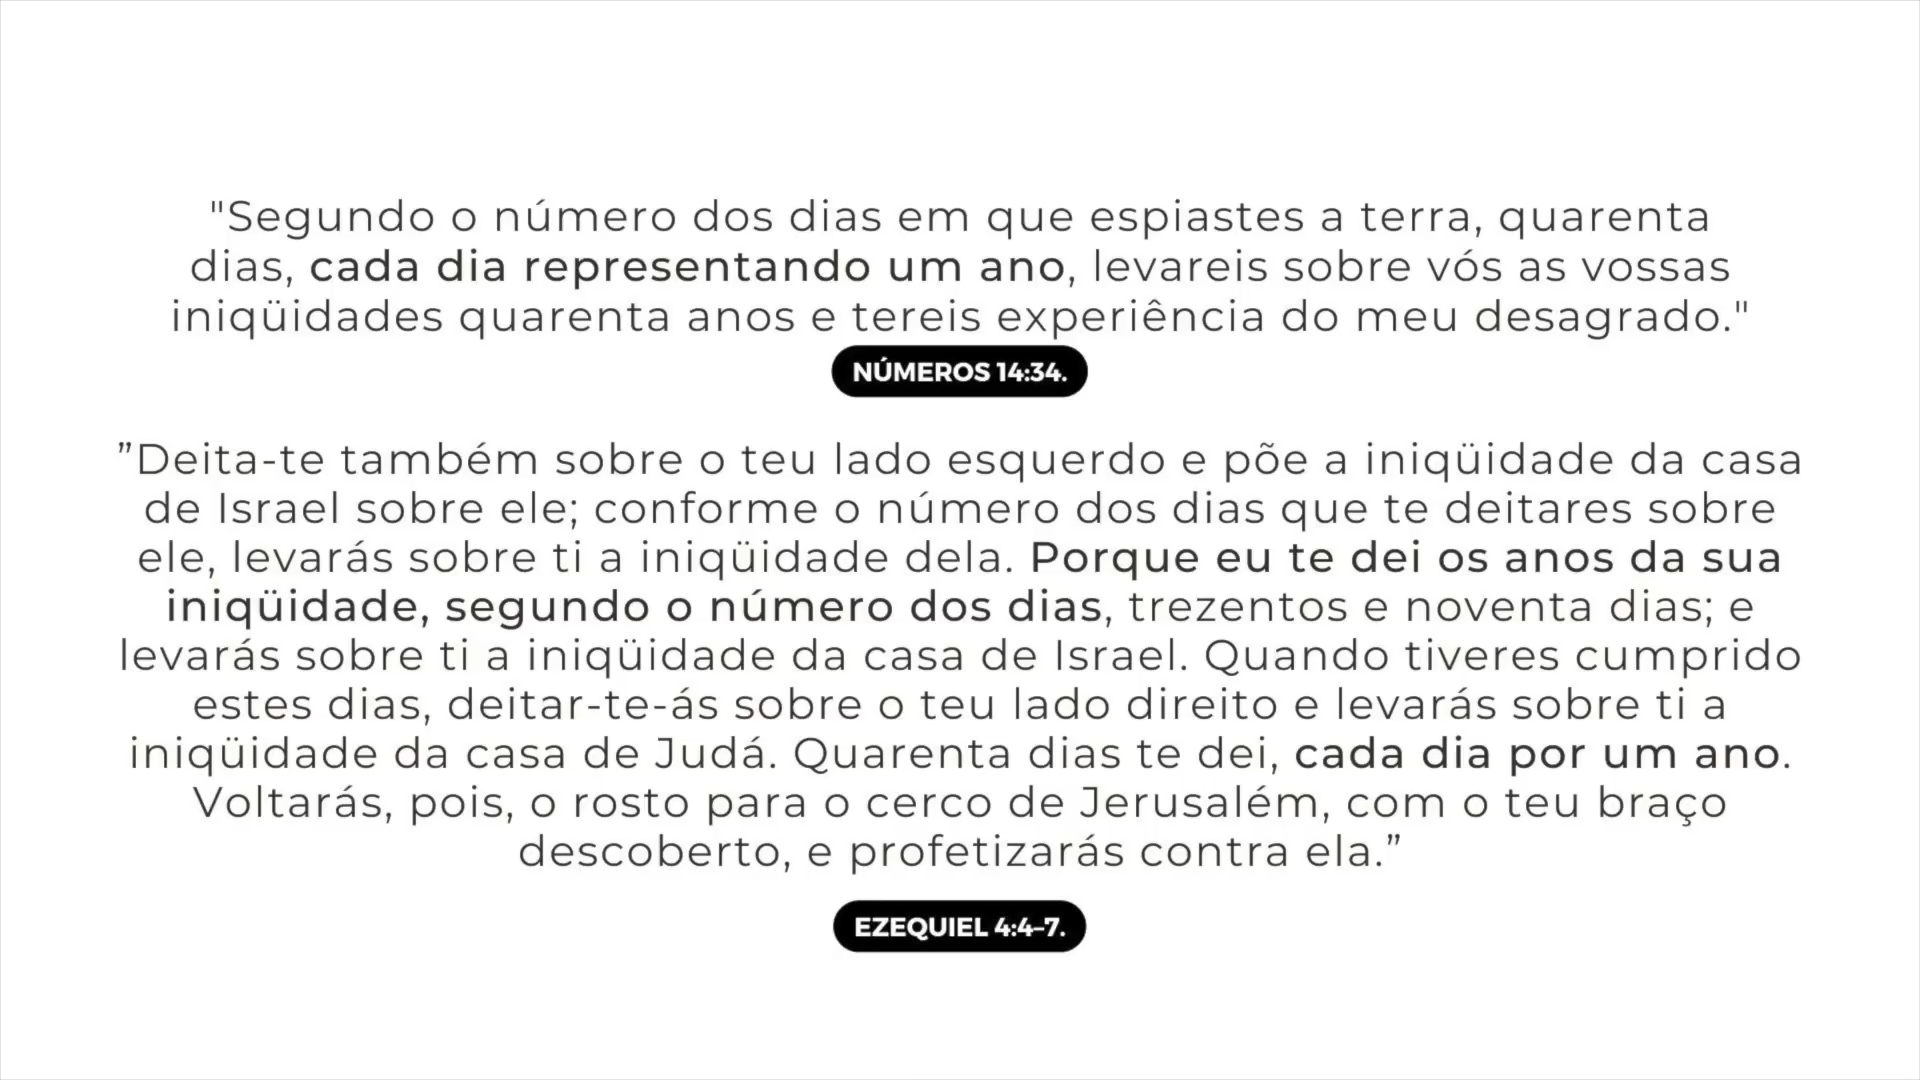 "Segundo o número dos dias em que espiastes a terra, quarenta
dias, cada dia representando um ano, levareis sobre vós as vossas
iniqüidades quarenta anos e tereis experiência do meu desagrado."
NÚMEROS 14:34.
”Deita-te também sobre o teu lado esquerdo e põe a iniqüidade da casa
de Israel sobre ele; conforme o número dos dias que te deitares sobre
ele, levarás sobre ti a iniqüidade dela. Porque eu te dei os anos da sua
iniqüidade, segundo o número dos dias, trezentos e noventa dias; e
levarás sobre ti a iniqüidade da casa de Israel. Quando tiveres cumprido
estes dias, deitar-te-ás sobre o teu lado direito e levarás sobre ti a
iniqüidade da casa de Judá. Quarenta dias te dei, cada dia por um ano.
Voltarás, pois, o rosto para o cerco de Jerusalém, com o teu braço
descoberto, e profetizarás contra ela.”
EZEQUIEL 4:4–7.